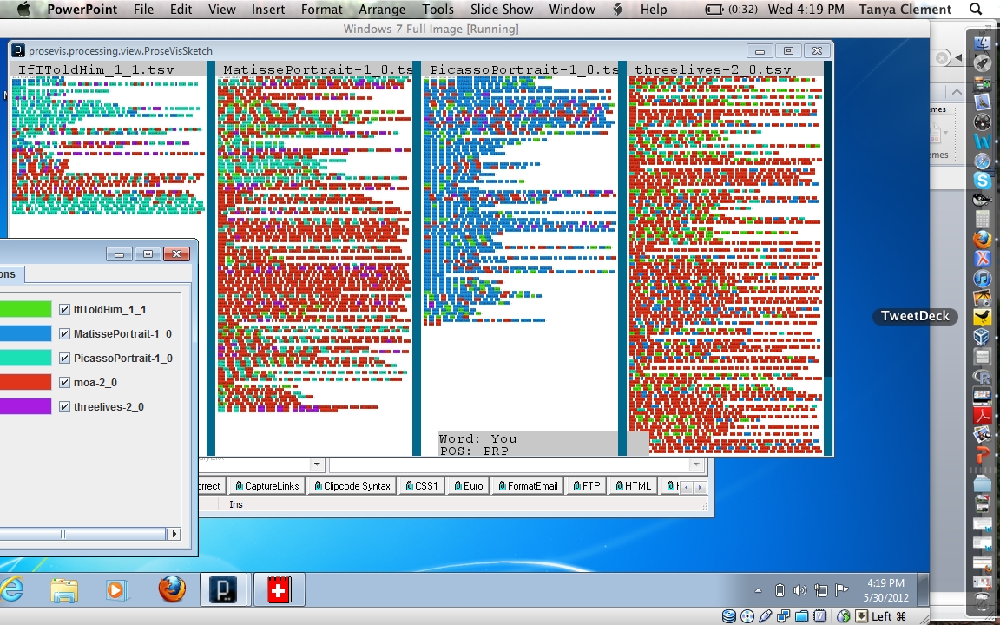 PowerPoint File Edit View Insert Format Arrange Tools Slide Show Window Help (0:32) Wed 4:19 PM Tanya Clement
Windows 7 Full Image [Running]
prosevis.processing.view.ProseVisSketch
IfIToldHim_1_1.tsv MatissePortrait-1_0.ts PicassoPortrait-1_0.ts threelives-2_0.tsv
emes
emes
ons
IfIToldHim_1_1
MatissePortrait-1_0
PicassoPortrait-1_0
moa-2_0
threelives-2_0
TweetDeck
Word: You
POS: PRP
orrect CaptureLinks Clipcode Syntax CSS1 Euro FormatEmail FTP HTML
Ins
4:19 PM
5/30/2012
Left ⌘